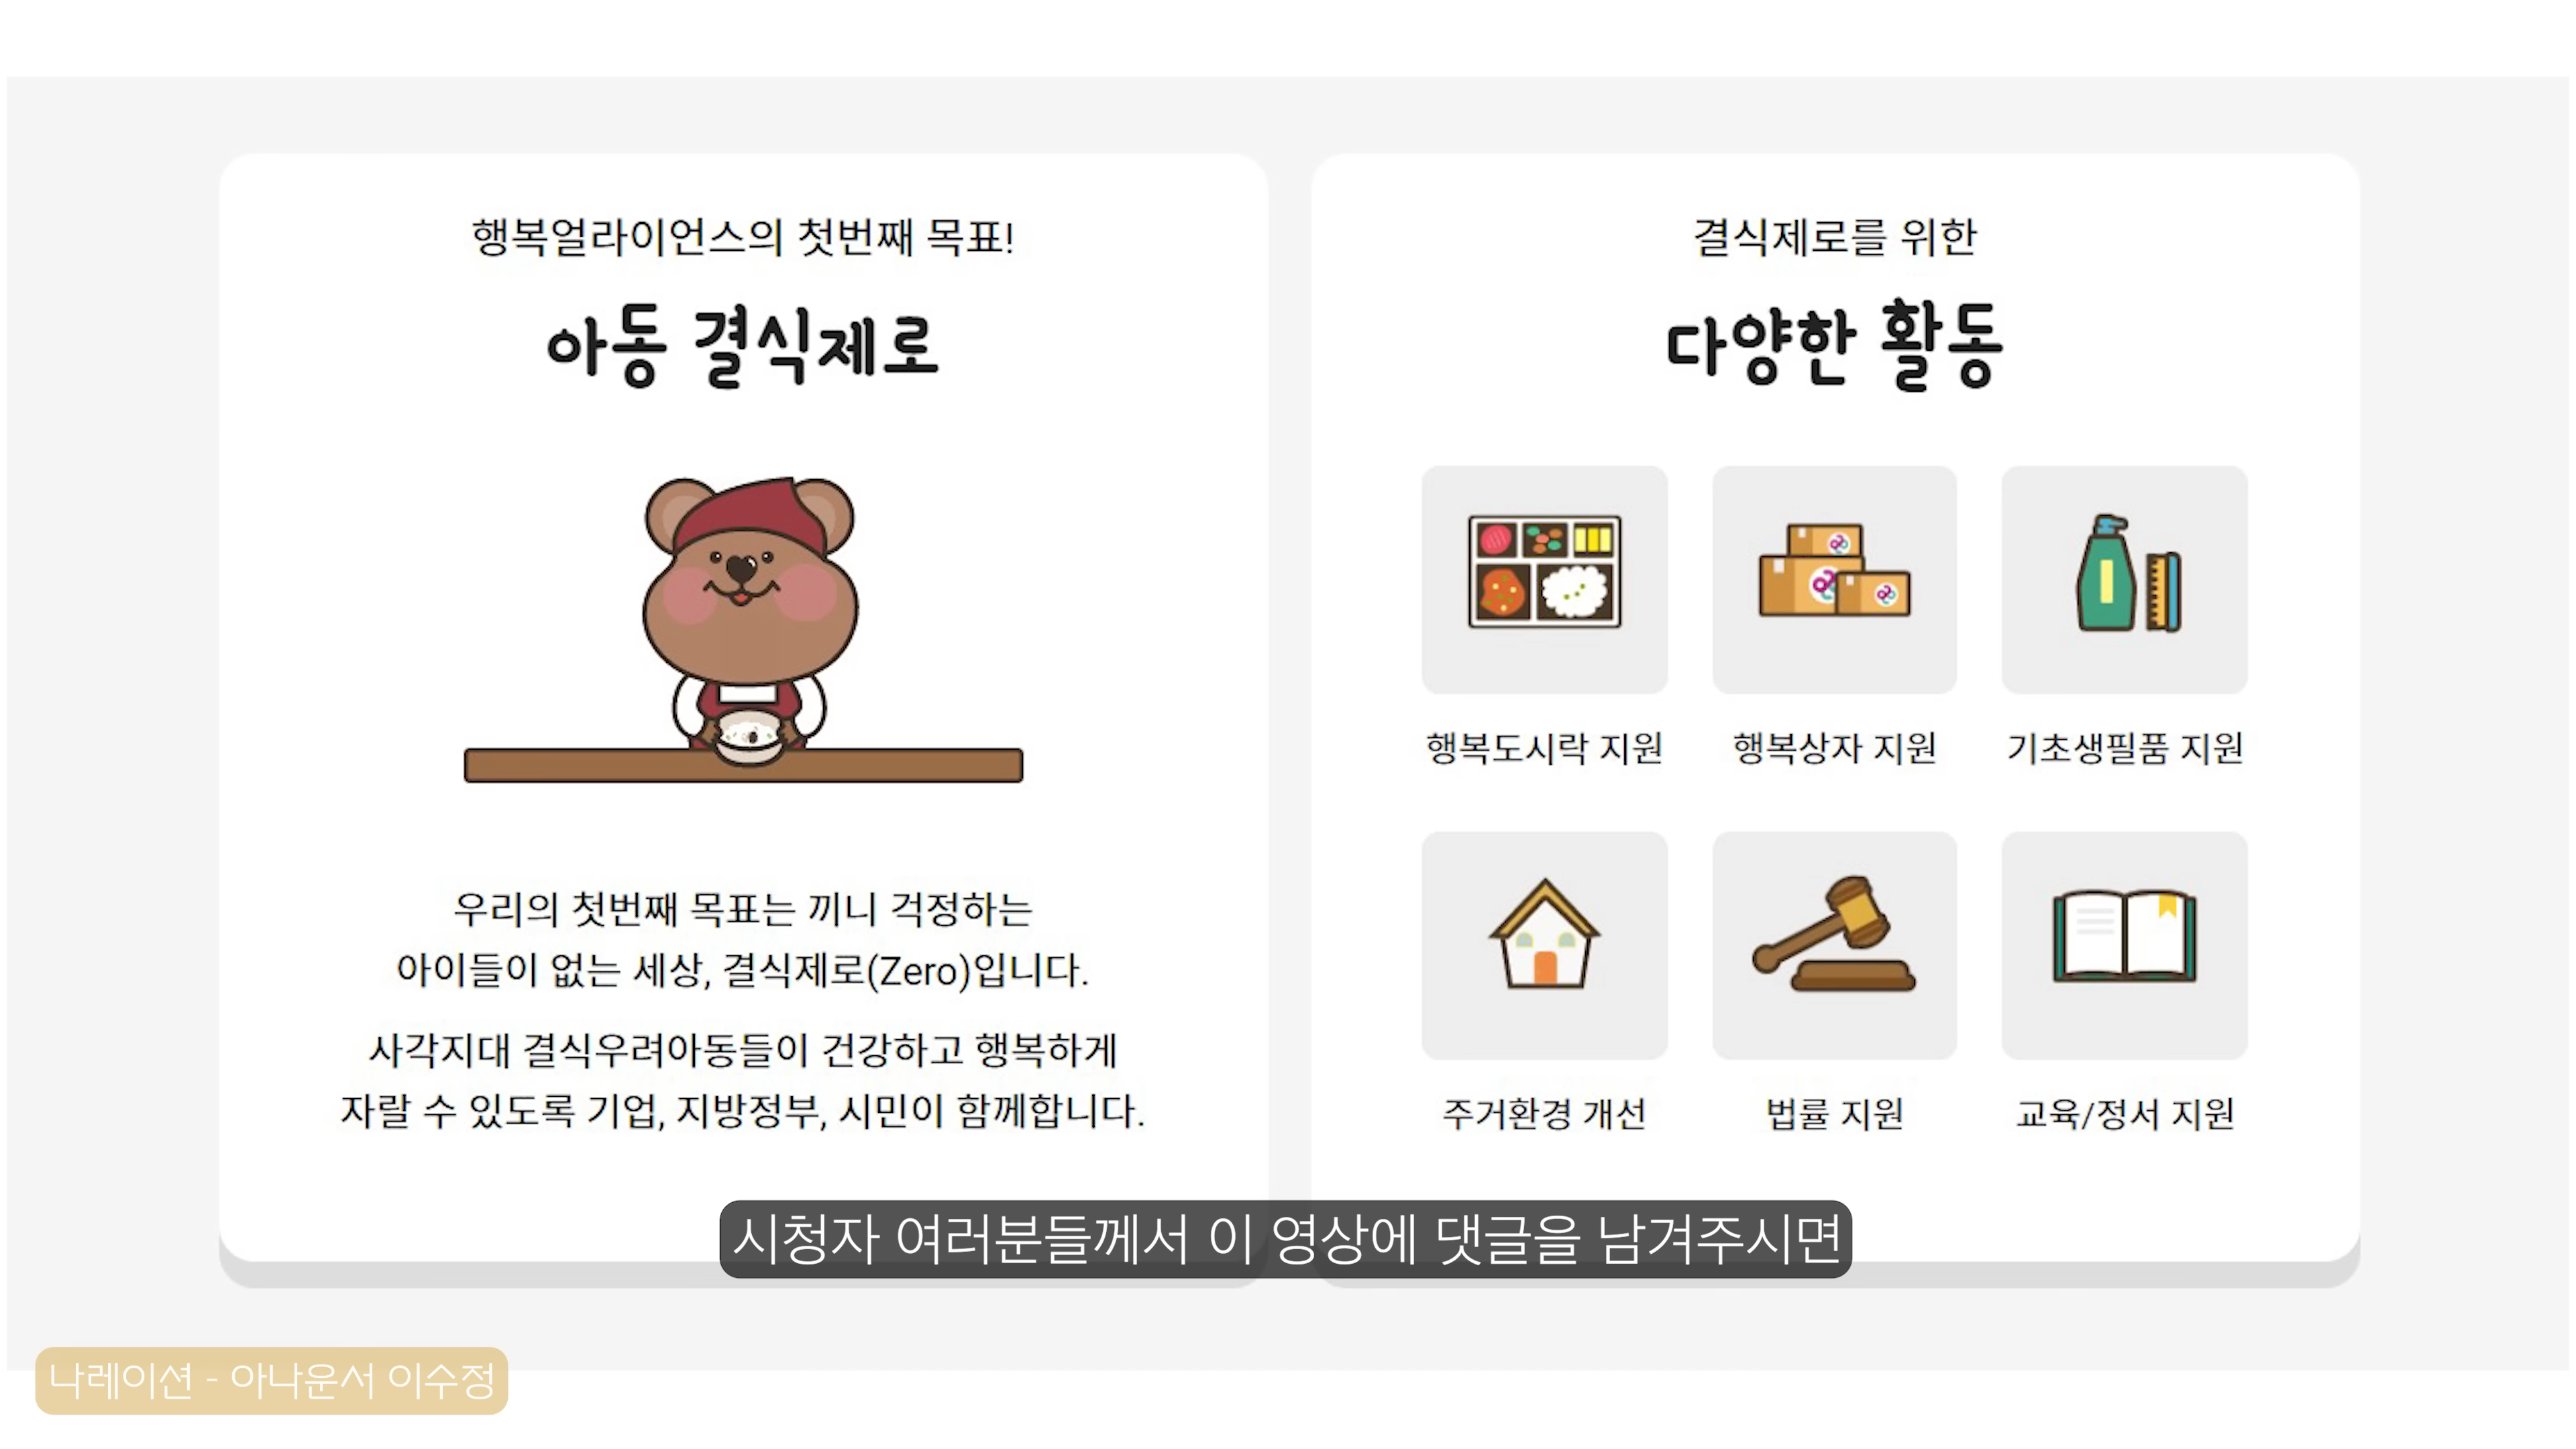 행복얼라이언스의 첫번째 목표!
아동 결식제로
우리의 첫번째 목표는 끼니 걱정하는
아이들이 없는 세상, 결식제로(Zero)입니다.
사각지대 결식우려아동들이 건강하고 행복하게
자랄 수 있도록 기업, 지방정부, 시민이 함께합니다.
결식제로를 위한
다양한 활동
행복도시락 지원
행복상자 지원
기초생필품 지원
주거환경 개선
법률 지원
교육/정서 지원
시청자 여러분들께서 이 영상에 댓글을 남겨주시면
나레이션 - 아나운서 이수정